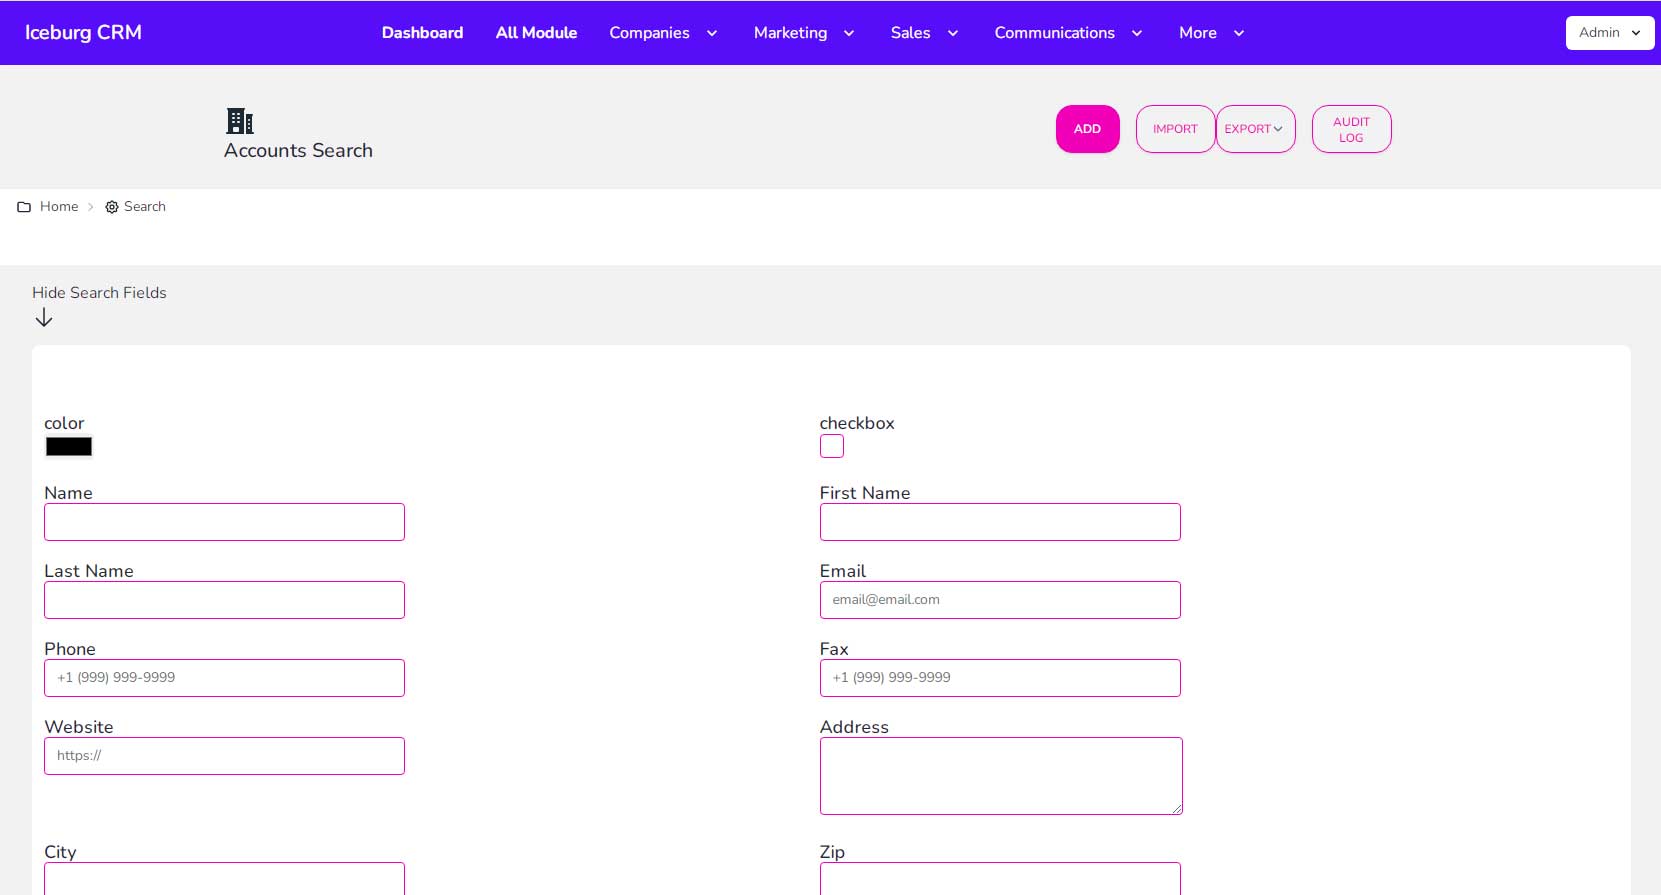 Iceburg CRM
Dashboard
All Module
Companies
Marketing
Sales
Communications
More
Admin
Accounts Search
ADD
IMPORT
EXPORT
AUDIT
LOG
Home
Search
Hide Search Fields
color
checkbox
Name
First Name
Last Name
Email
email@email.com
Phone
Fax
+1 (999) 999-9999
+1 (999) 999-9999
Website
Address
https://
City
Zip